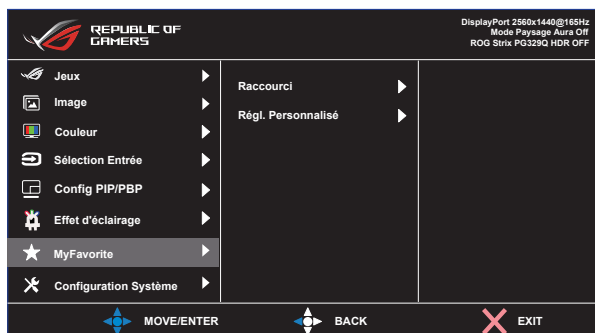 REPUBLIC OF
GAMERS
DisplayPort 2560x1440@165Hz
Mode Paysage Aura Off
ROG Strix PG329Q HDR OFF
Jeux
Image
Couleur
Sélection Entrée
Config PIP/PBP
Effet d'éclairage
MyFavorite
Configuration Système
Raccourci
Régl. Personnalisé
MOVE/ENTER
BACK
EXIT